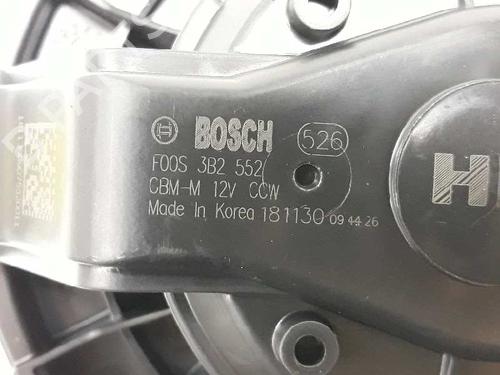 BOSCH 526
F00S 3B2 552
CBM-M 12V CCW
Made In Korea 181130 09 44 26
H